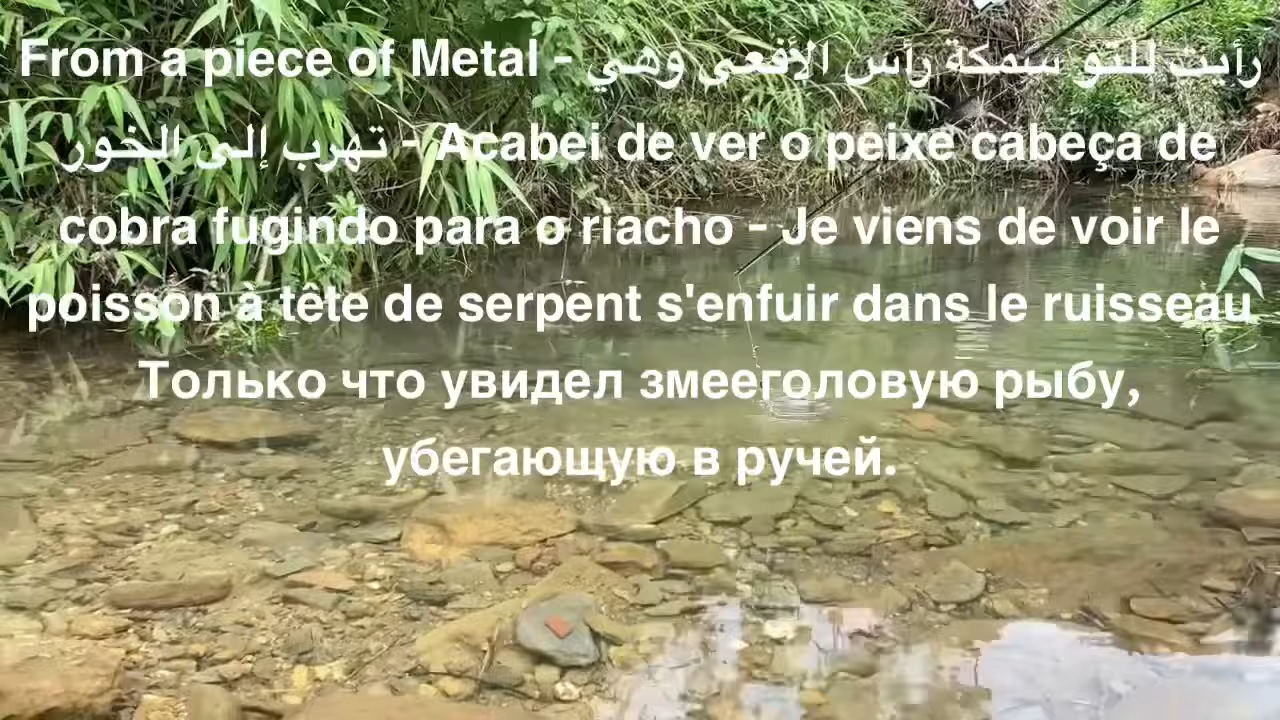 From a piece of Metal - رأيت للتو سمكة رأس الأفعى وهي
تهرب إلى الخور - Acabei de ver o peixe cabeça de
cobra fugindo para o riacho - Je viens de voir le
poisson à tête de serpent s'enfuir dans le ruisseau
Только что увидел змееголовую рыбу,
убегающую в ручей.